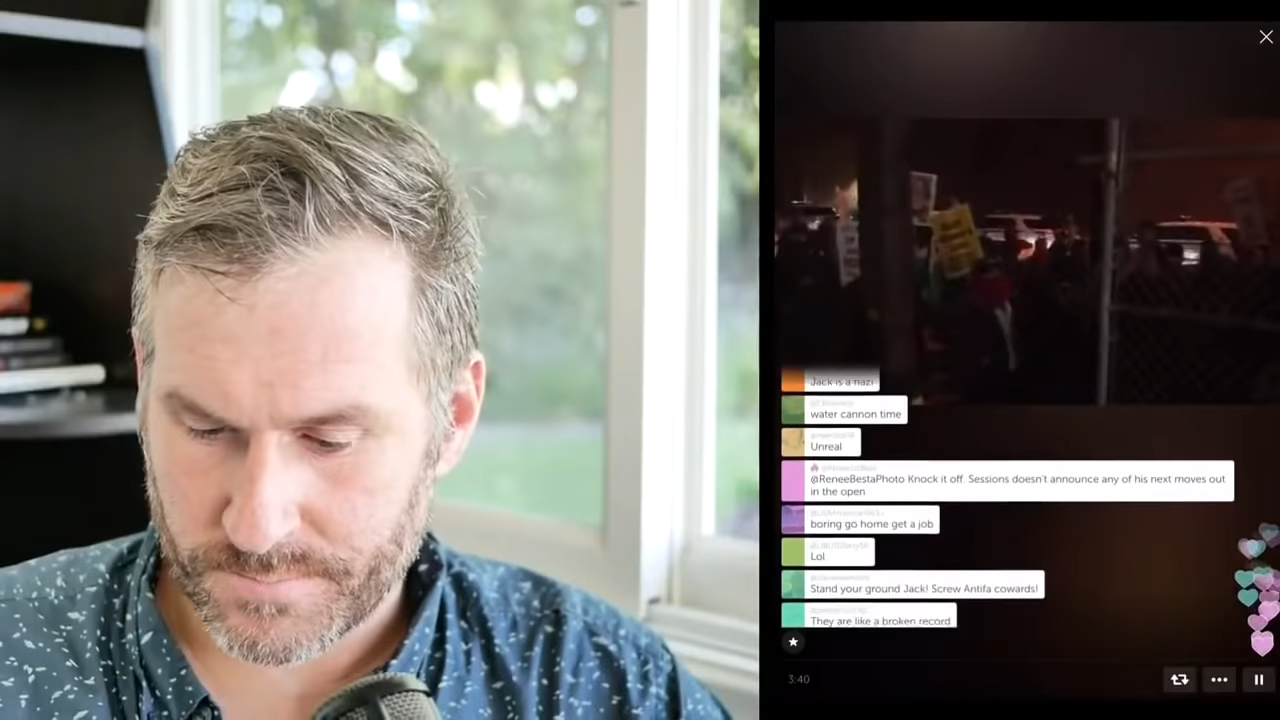 Jack is a nazi
water cannon time
Unreal
@ReneeBestaPhoto Knock it off. Sessions doesn't announce any of his next moves out
in the open
boring go home get a job
Lol
Stand your ground Jack! Screw Antifa cowards!
They are like a broken record
3:40